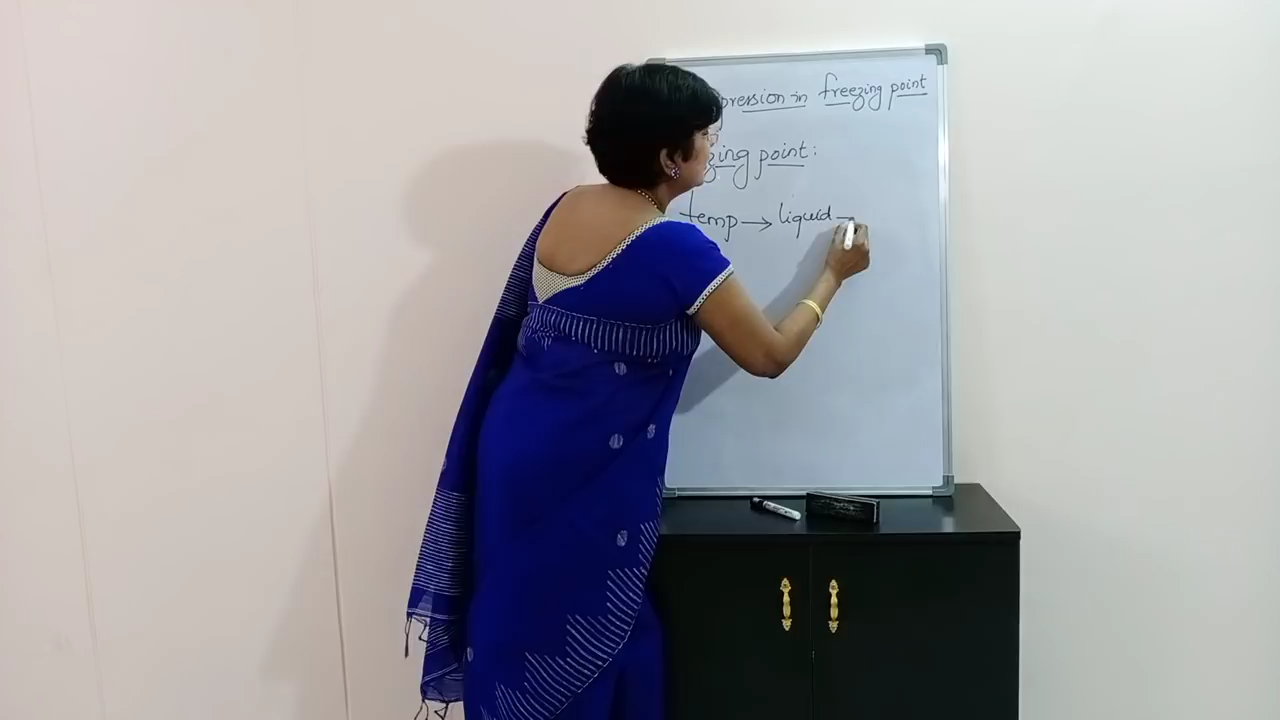 pression in freezing point
zing point:
temp → liquid →